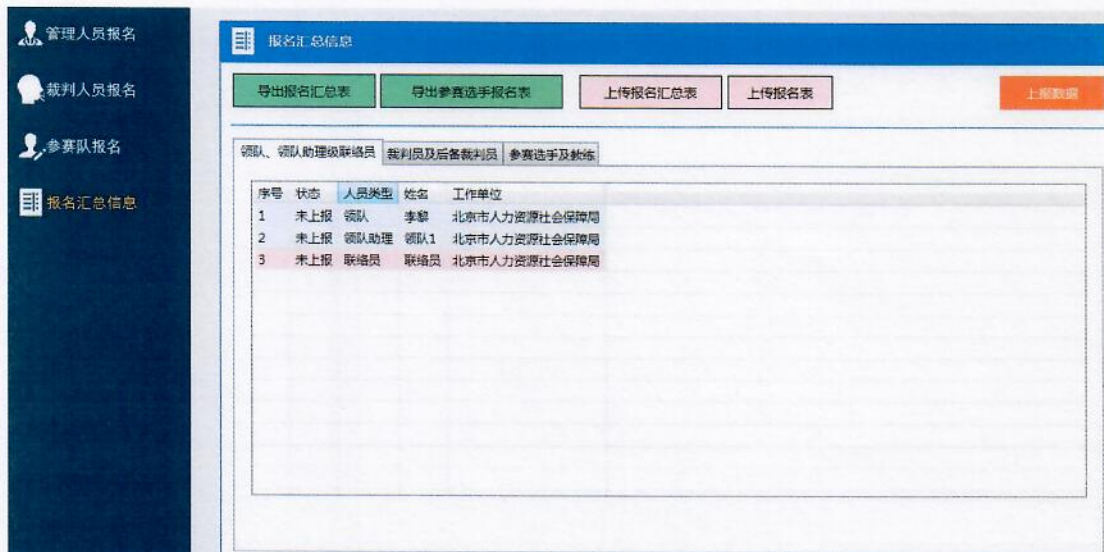 管理人员报名
裁判人员报名
参赛队报名
报名汇总信息
报名汇总信息
导出报名汇总表 导出参赛选手报名表 上传报名汇总表 上传报名表 上报数据
领队、领队助理级联络员 裁判员及后备裁判员 参赛选手及教练
序号 状态 人员类型 姓名 工作单位
1 未上报 领队 李黎 北京市人力资源社会保障局
2 未上报 领队助理 领队1 北京市人力资源社会保障局
3 未上报 联络员 联络员 北京市人力资源社会保障局